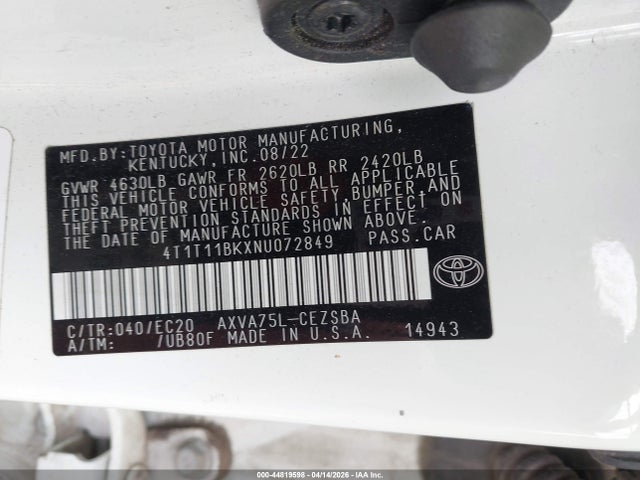 MFD.BY:TOYOTA MOTOR MANUFACTURING,
KENTUCKY, INC. 08/22
GVWR 4630LB GAWR FR 2620LB RR 2420LB
THIS VEHICLE CONFORMS TO ALL APPLICABLE
FEDERAL MOTOR VEHICLE SAFETY,BUMPER,AND
THEFT PREVENTION STANDARDS IN EFFECT ON
THE DATE OF MANUFACTURE SHOWN ABOVE.
4T1T11BKXNU072849 PASS.CAR
C/TR:040/EC20 AXVA75L-CEZSBA
A/TM: /UB80F MADE IN U.S.A. 14943
000-44819598 - 04/14/2026 - IAAI.COM